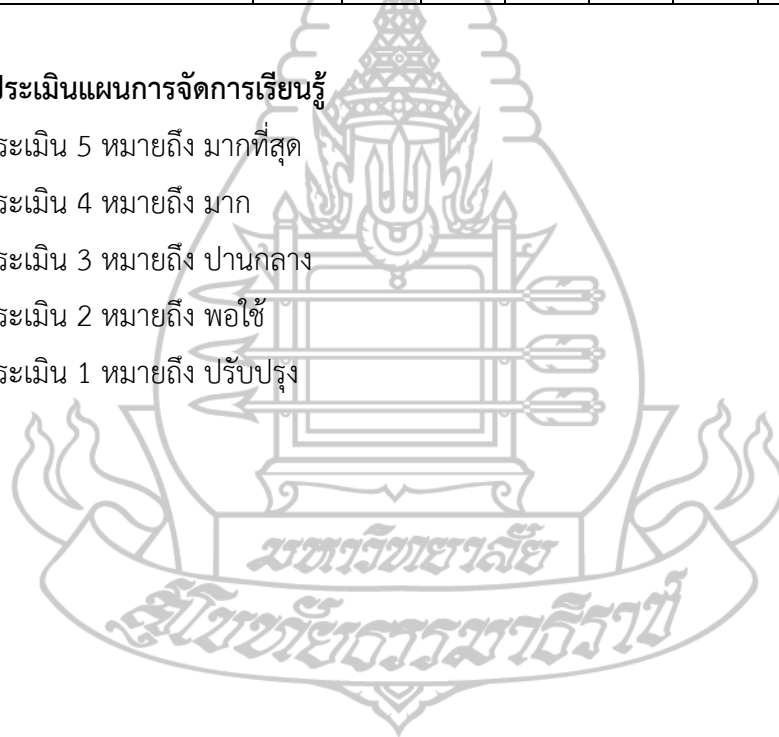 ประเมินแผนการจัดการเรียนรู้
ระเมิน 5 หมายถึง มากที่สุด
ระเมิน 4 หมายถึง มาก
ระเมิน 3 หมายถึง ปานกลาง
ระเมิน 2 หมายถึง พอใช้
ระเมิน 1 หมายถึง ปรับปรุง
มหาวิทยาลัย
สุโขทัยธรรมาธิราช